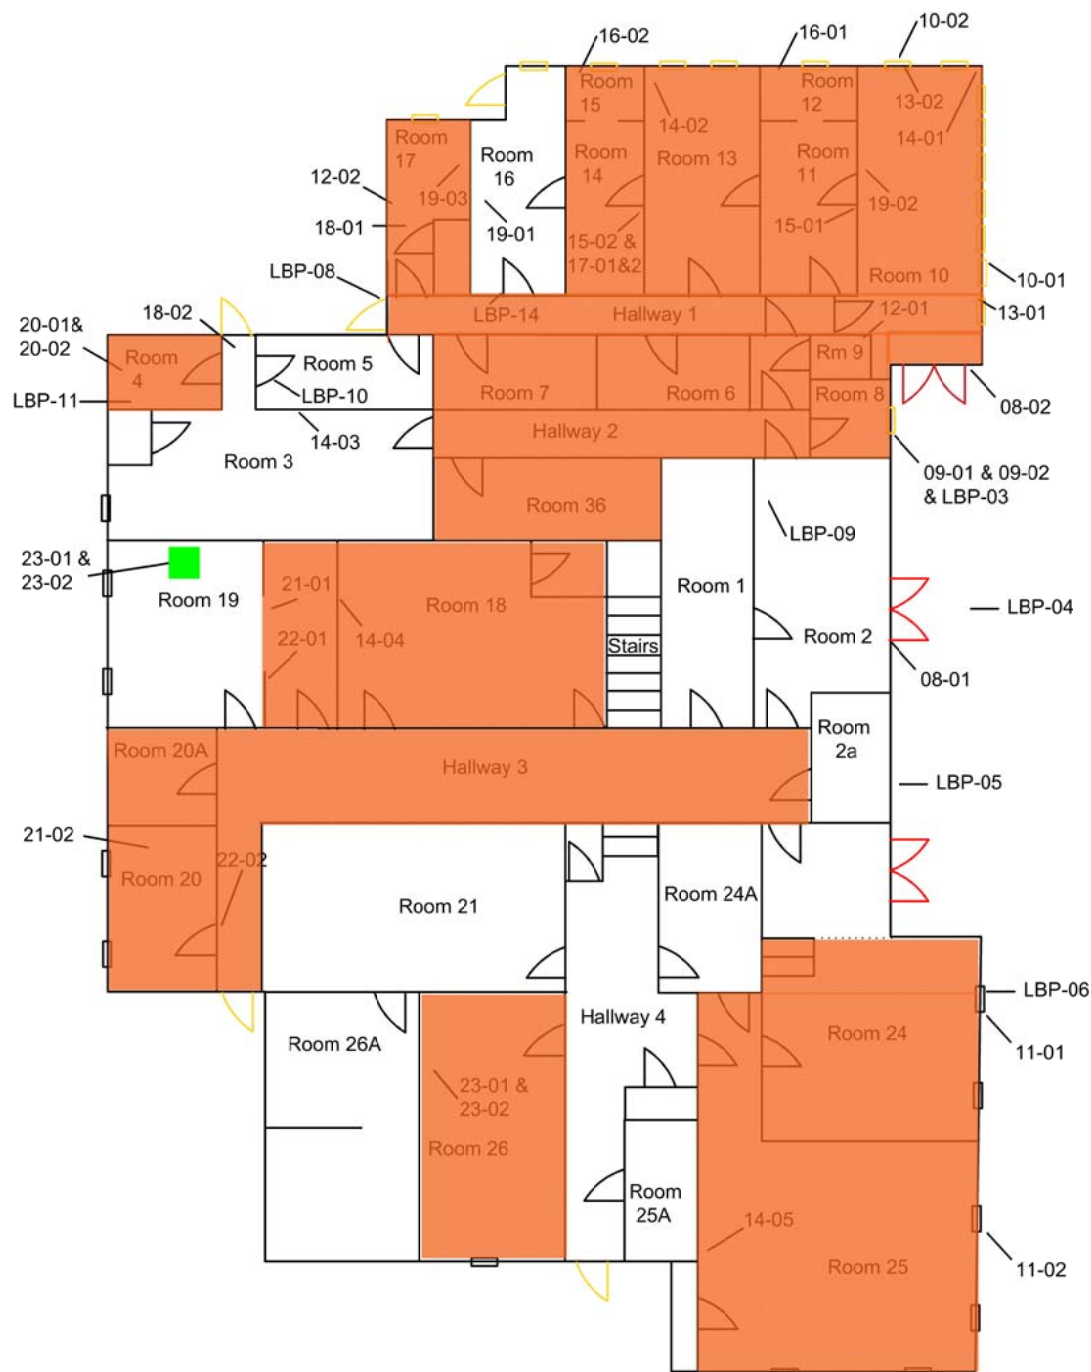 10-02
16-02
16-01
Room
15
Room
12
13-02
14-02
14-01
Room
17
Room
16
Room
14
Room 13
Room
11
12-02
19-03
19-02
18-01
19-01
15-02 &
17-01&2
15-01
LBP-08
Room 10
10-01
LBP-14
Hallway 1
12-01
13-01
20-01&
20-02
18-02
Room
4
Room 5
Rm 9
LBP-10
Room 7
Room 6
Room 8
LBP-11
08-02
14-03
Hallway 2
Room 3
09-01 & 09-02
& LBP-03
Room 36
LBP-09
23-01 &
23-02
Room 19
21-01
Room 18
Room 1
LBP-04
22-01
14-04
Stairs
Room 2
08-01
Room 20A
Hallway 3
Room
2a
LBP-05
21-02
22-02
Room 20
Room 21
Room 24A
LBP-06
Hallway 4
Room 24
Room 26A
11-01
23-01 &
23-02
Room 26
Room
25A
14-05
Room 25
11-02